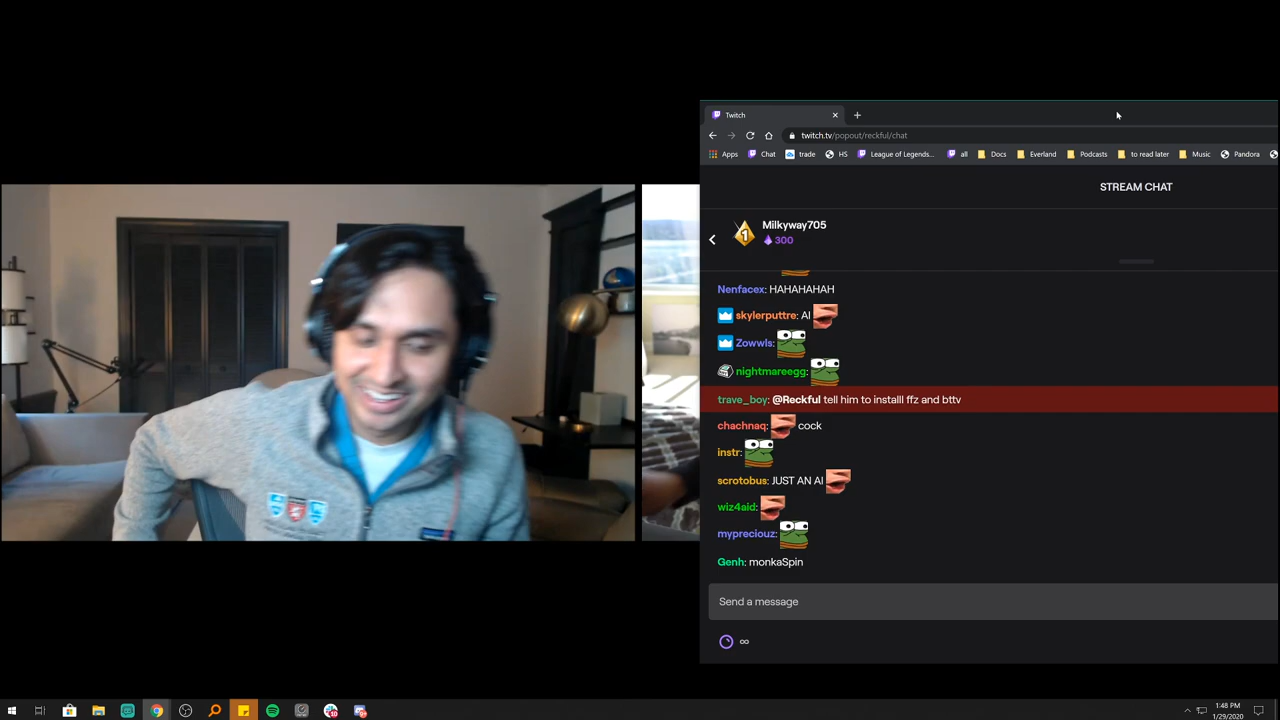 Twitch
twitch.tv/popout/reckful/chat
Apps Chat trade HS League of Legends... all Docs Everland Podcasts to read later Music Pandora
STREAM CHAT
1 Milkyway705
300
Nenfacex: HAHAHAHAH
skylerputtre: AI
Zowwls:
nightmareegg:
trave_boy: @Reckful tell him to installl ffz and bttv
chachnaq: cock
instr:
scrotobus: JUST AN AI
wiz4aid:
mypreciouz:
Genh: monkaSpin
Send a message
∞
1:48 PM
1/29/2020